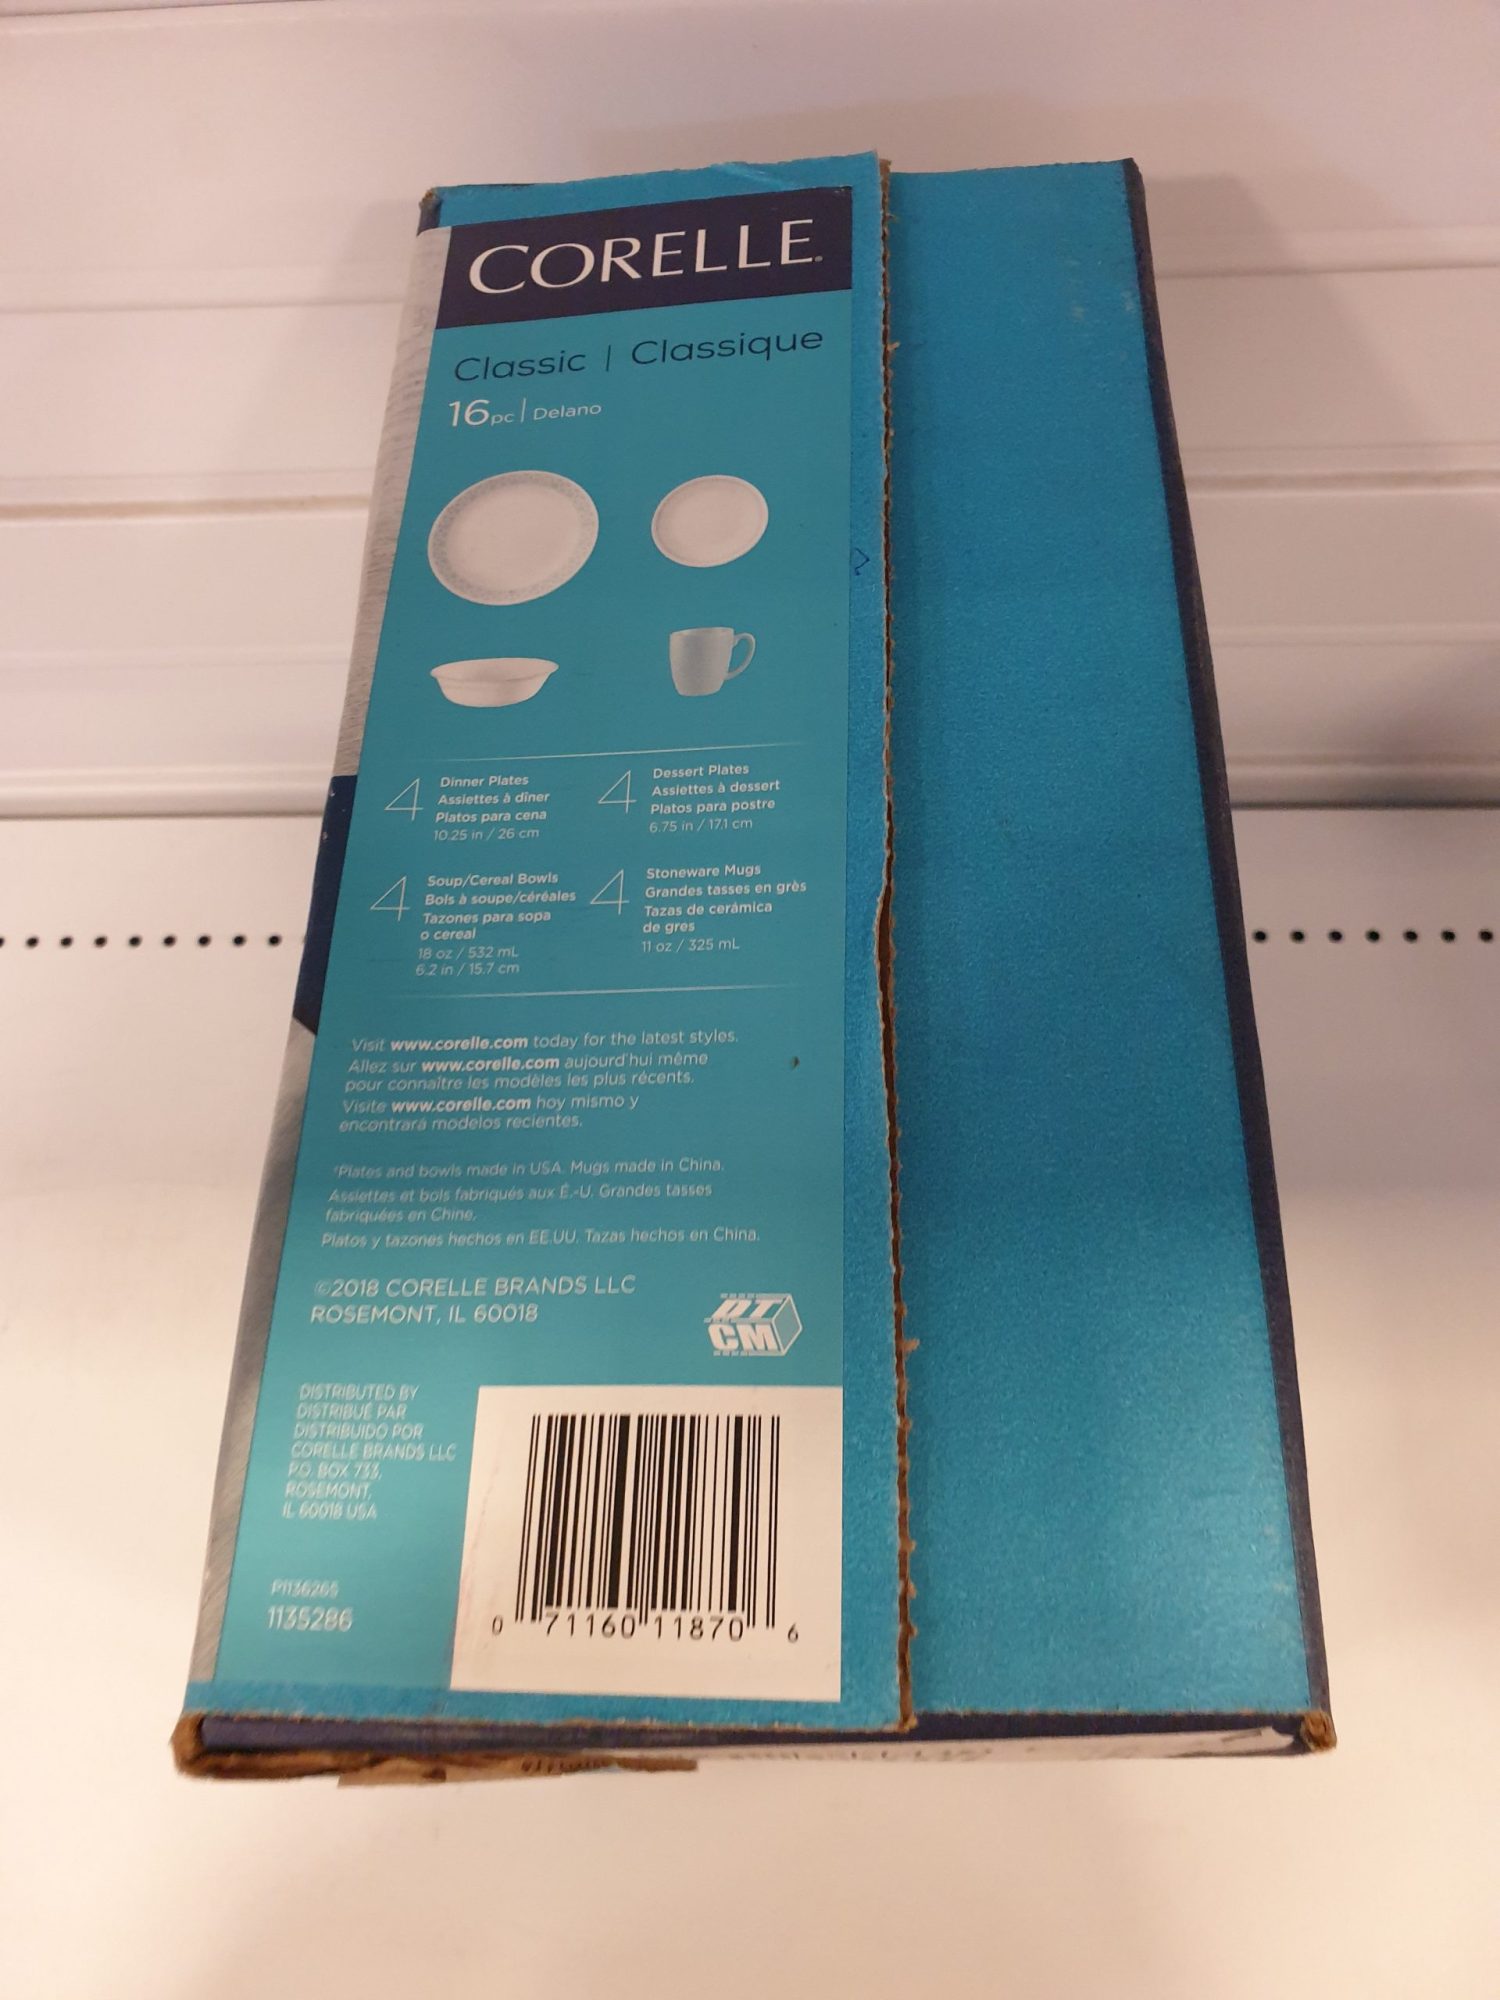 CORELLE®
Classic | Classique
16pc | Delano
4 Dinner Plates
Assiettes à dîner
Platos para cena
10.25 in / 26 cm
4 Dessert Plates
Assiettes à dessert
Platos para postre
6.75 in / 17.1 cm
4 Soup/Cereal Bowls
Bols à soupe/céréales
Tazones para sopa
o cereal
18 oz / 532 mL
6.2 in / 15.7 cm
4 Stoneware Mugs
Grandes tasses en grès
Tazas de cerámica
de gres
11 oz / 325 mL
Visit www.corelle.com today for the latest styles.
Allez sur www.corelle.com aujourd'hui même
pour connaître les modèles les plus récents.
Visite www.corelle.com hoy mismo y
encontrará modelos recientes.
*Plates and bowls made in USA. Mugs made in China.
Assiettes et bols fabriqués aux É.-U. Grandes tasses
fabriquées en Chine.
Platos y tazones hechos en EE.UU. Tazas hechos en China.
©2018 CORELLE BRANDS LLC
ROSEMONT, IL 60018
DT
CM
DISTRIBUTED BY
DISTRIBUÉ PAR
DISTRIBUIDO POR
CORELLE BRANDS LLC
P.O. BOX 733,
ROSEMONT,
IL 60018 USA
P1136265
1135286
0 71160 11870 6